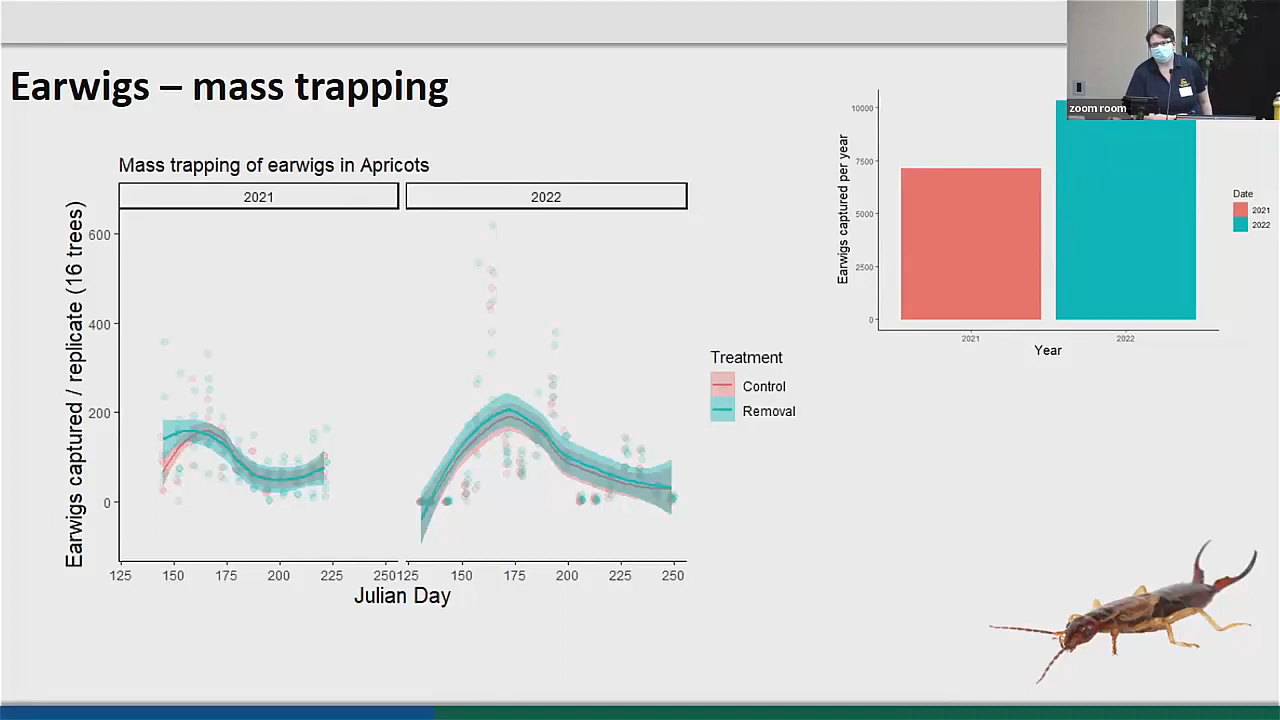 Earwigs – mass trapping
zoom room
Mass trapping of earwigs in Apricots
2021
2022
Earwigs captured / replicate (16 trees)
600
400
200
0
125 150 175 200 225 250
125 150 175 200 225 250
Julian Day
Treatment
Control
Removal
Earwigs captured per year
10000
7500
5000
2500
0
2021
2022
Year
Date
2021
2022